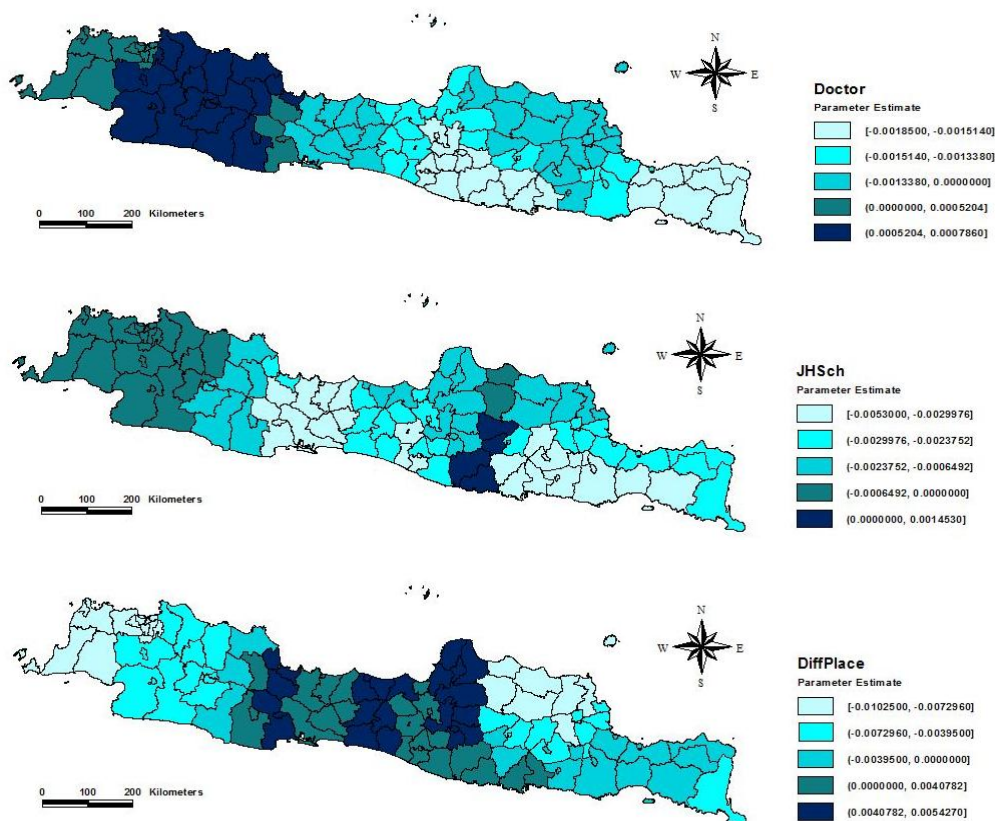 N
W E
S
Doctor
Parameter Estimate
[-0.0018500, -0.0015140]
(-0.0015140, -0.0013380]
(-0.0013380, 0.0000000]
(0.0000000, 0.0005204]
(0.0005204, 0.0007860]
0 100 200 Kilometers
N
W E
S
JHSch
Parameter Estimate
[-0.0053000, -0.0029976]
(-0.0029976, -0.0023752]
(-0.0023752, -0.0006492]
(-0.0006492, 0.0000000]
(0.0000000, 0.0014530]
0 100 200 Kilometers
N
W E
S
DiffPlace
Parameter Estimate
[-0.0102500, -0.0072960]
(-0.0072960, -0.0039500]
(-0.0039500, 0.0000000]
(0.0000000, 0.0040782]
(0.0040782, 0.0054270]
0 100 200 Kilometers